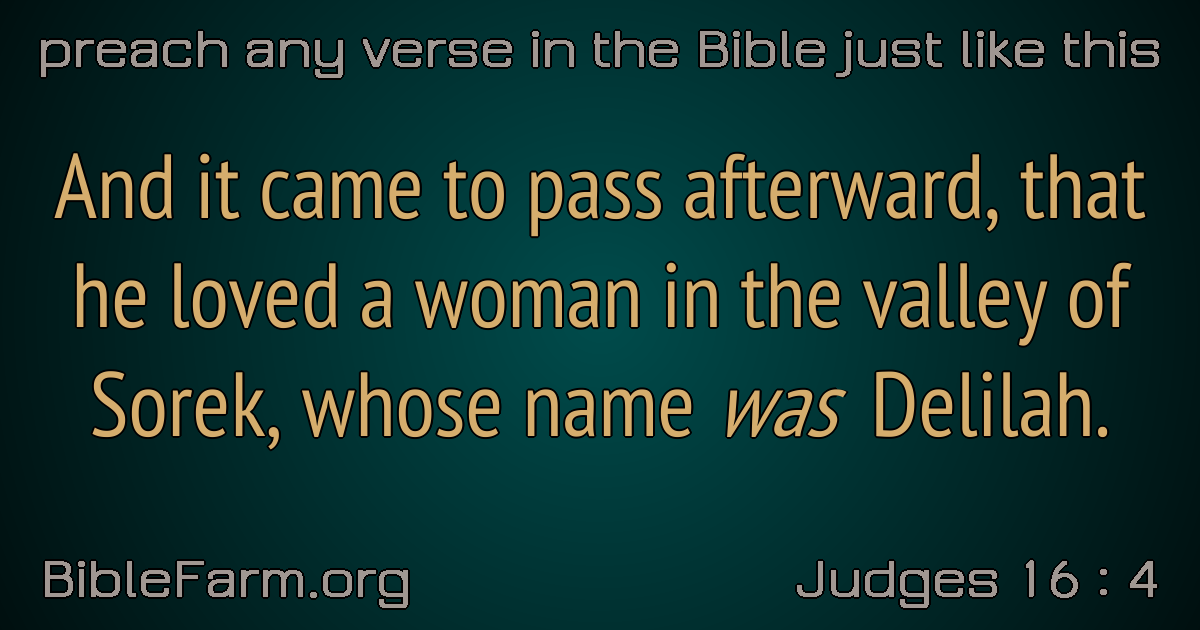 preach any verse in the Bible just like this
And it came to pass afterward, that
he loved a woman in the valley of
Sorek, whose name was Delilah.
BibleFarm.org
Judges 16 : 4